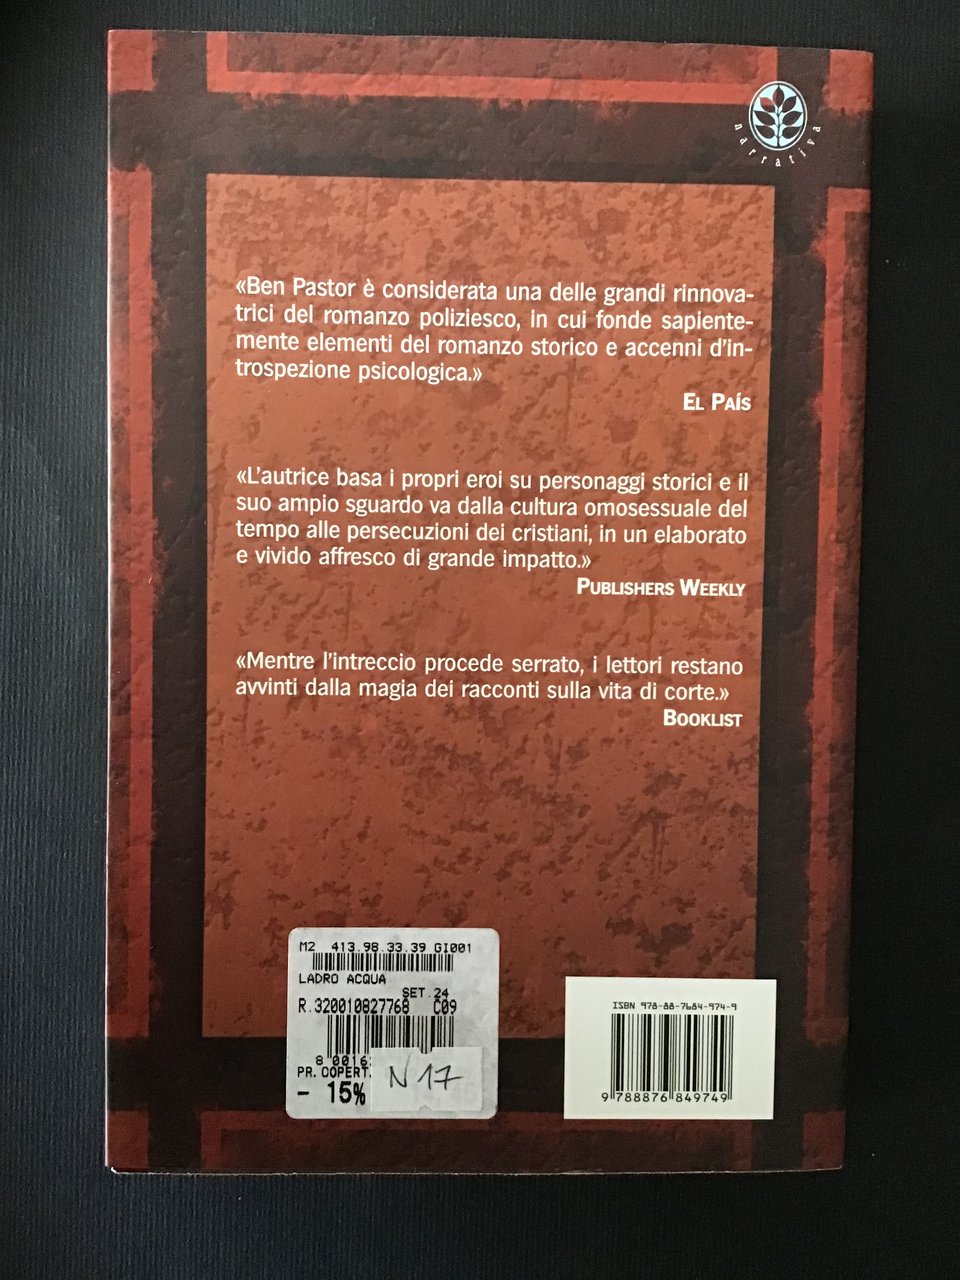 narrativa
«Ben Pastor è considerata una delle grandi rinnova-
trici del romanzo poliziesco, in cui fonde sapiente-
mente elementi del romanzo storico e accenni d'in-
trospezione psicologica.»
EL PAÍS
«L'autrice basa i propri eroi su personaggi storici e il
suo ampio sguardo va dalla cultura omosessuale del
tempo alle persecuzioni dei cristiani, in un elaborato
e vivido affresco di grande impatto.»
PUBLISHERS WEEKLY
«Mentre l'intreccio procede serrato, i lettori restano
avvinti dalla magia dei racconti sulla vita di corte.»
BOOKLIST
M2 413.98.33.39 GI001
LADRO ACQUA
SET.24
R.320010827768 C09
PR. COPERT.
- 15%
N 17
ISBN 978-88-7684-974-9
9 788876 849749